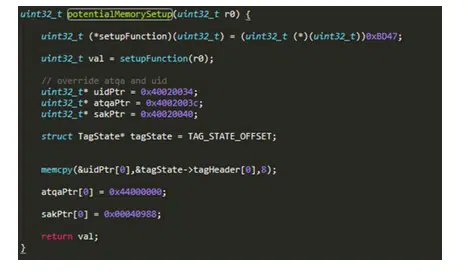 uint32_t potentialMemorySetup(uint32_t r0) {
uint32_t (*setupFunction)(uint32_t) = (uint32_t (*)(uint32_t))0xBD47;
uint32_t val = setupFunction(r0);
// override atqa and uid
uint32_t* uidPtr = 0x40020034;
uint32_t* atqaPtr = 0x4002003c;
uint32_t* sakPtr = 0x40020040;
struct TagState* tagState = TAG_STATE_OFFSET;
memcpy(&uidPtr[0],&tagState->tagHeader[0],8);
atqaPtr[0] = 0x44000000;
sakPtr[0] = 0x00040988;
return val;
}